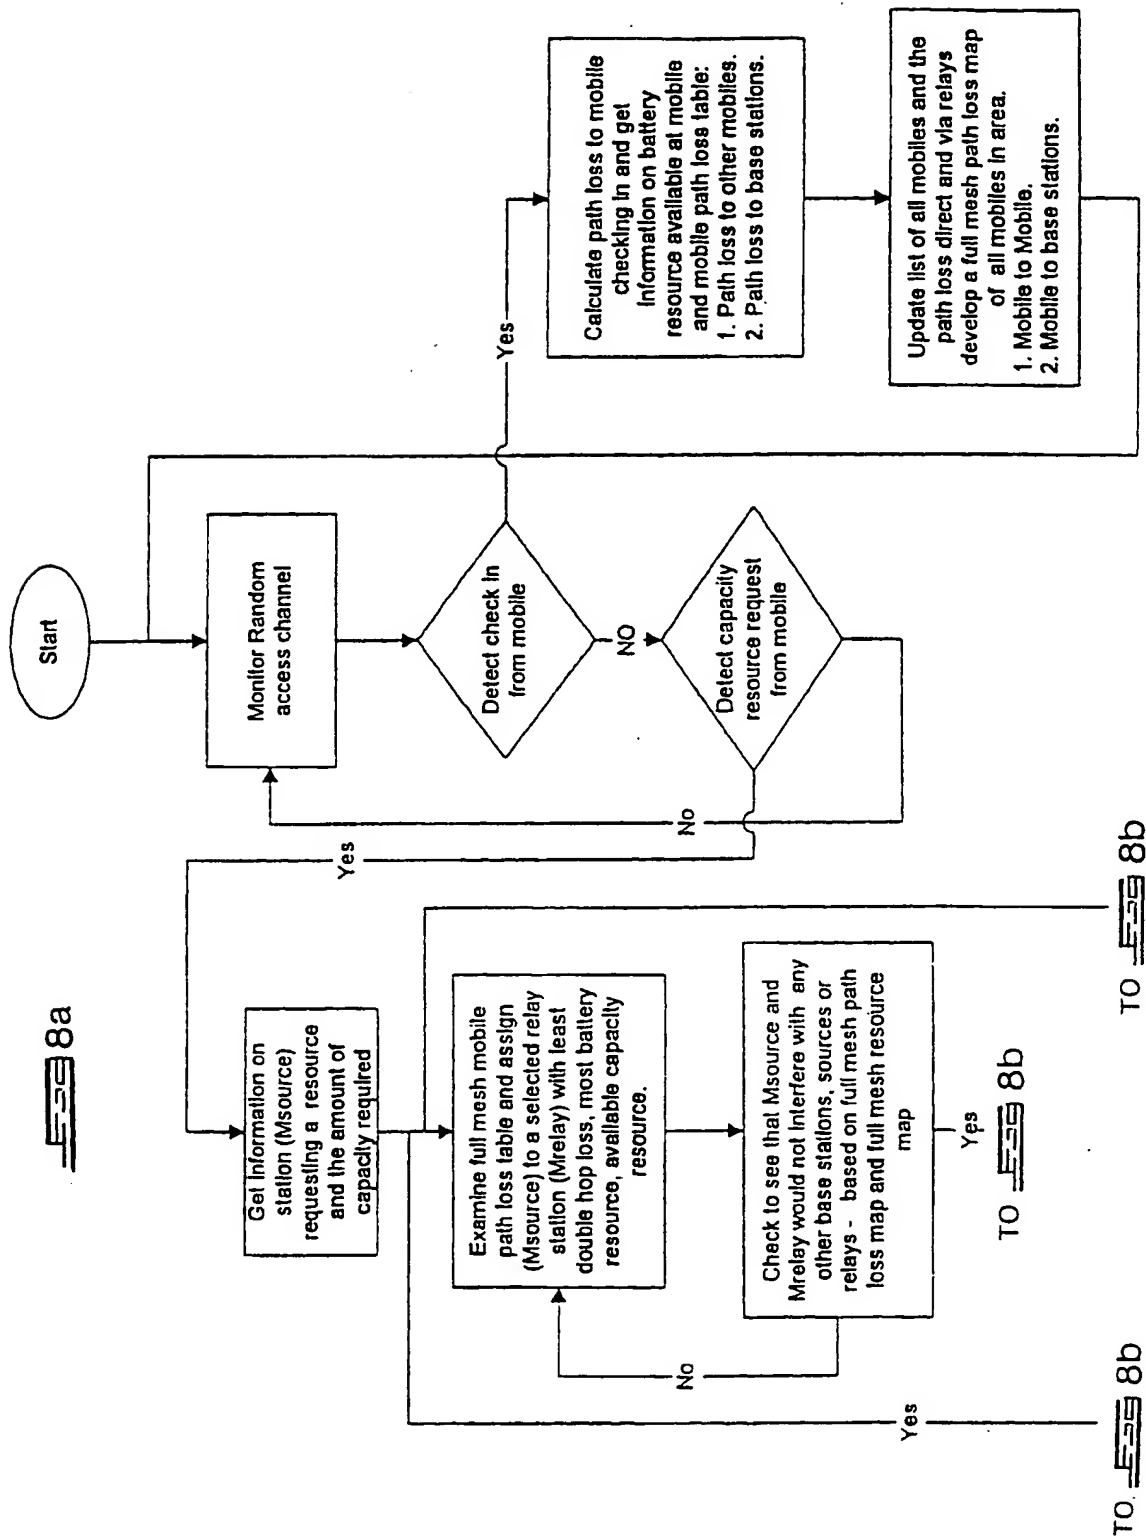 Fig 8a
Start
Monitor Random
access channel
Detect check in
from mobile
Yes
NO
Calculate path loss to mobile
checking in and get
information on battery
resource available at mobile
and mobile path loss table:
1. Path loss to other mobiles.
2. Path loss to base stations.
Update list of all mobiles and the
path loss direct and via relays
develop a full mesh path loss map
of all mobiles in area.
1. Mobile to Mobile.
2. Mobile to base stations.
Detect capacity
resource request
from mobile
No
Yes
Get information on
station (Msource)
requesting a resource
and the amount of
capacity required
Examine full mesh mobile
path loss table and assign
(Msource) to a selected relay
station (Mrelay) with least
double hop loss, most battery
resource, available capacity
resource.
Check to see that Msource and
Mrelay would not interfere with any
other base stations, sources or
relays - based on full mesh path
loss map and full mesh resource
map
No
Yes
Yes
TO Fig 8b
TO Fig 8b
TO Fig 8b